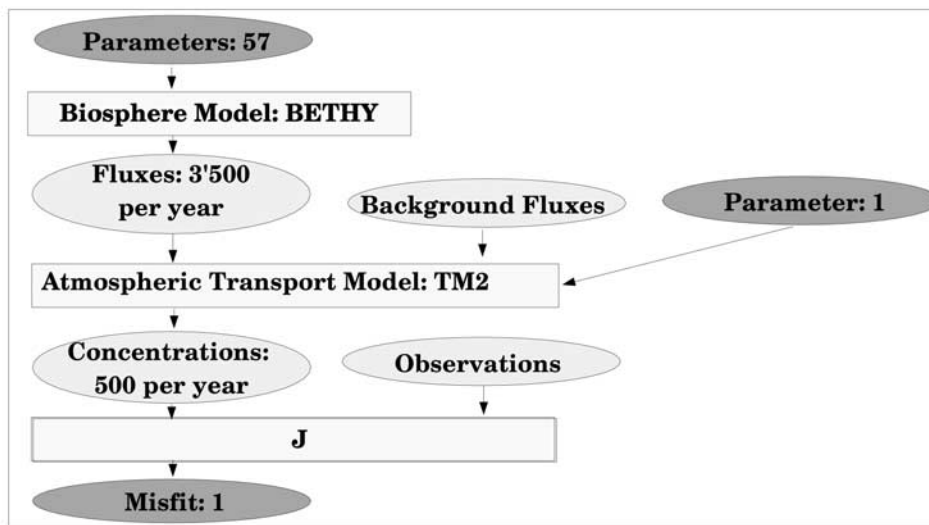 Parameters: 57
Biosphere Model: BETHY
Fluxes: 3'500
per year
Background Fluxes
Parameter: 1
Atmospheric Transport Model: TM2
Concentrations:
500 per year
Observations
J
Misfit: 1